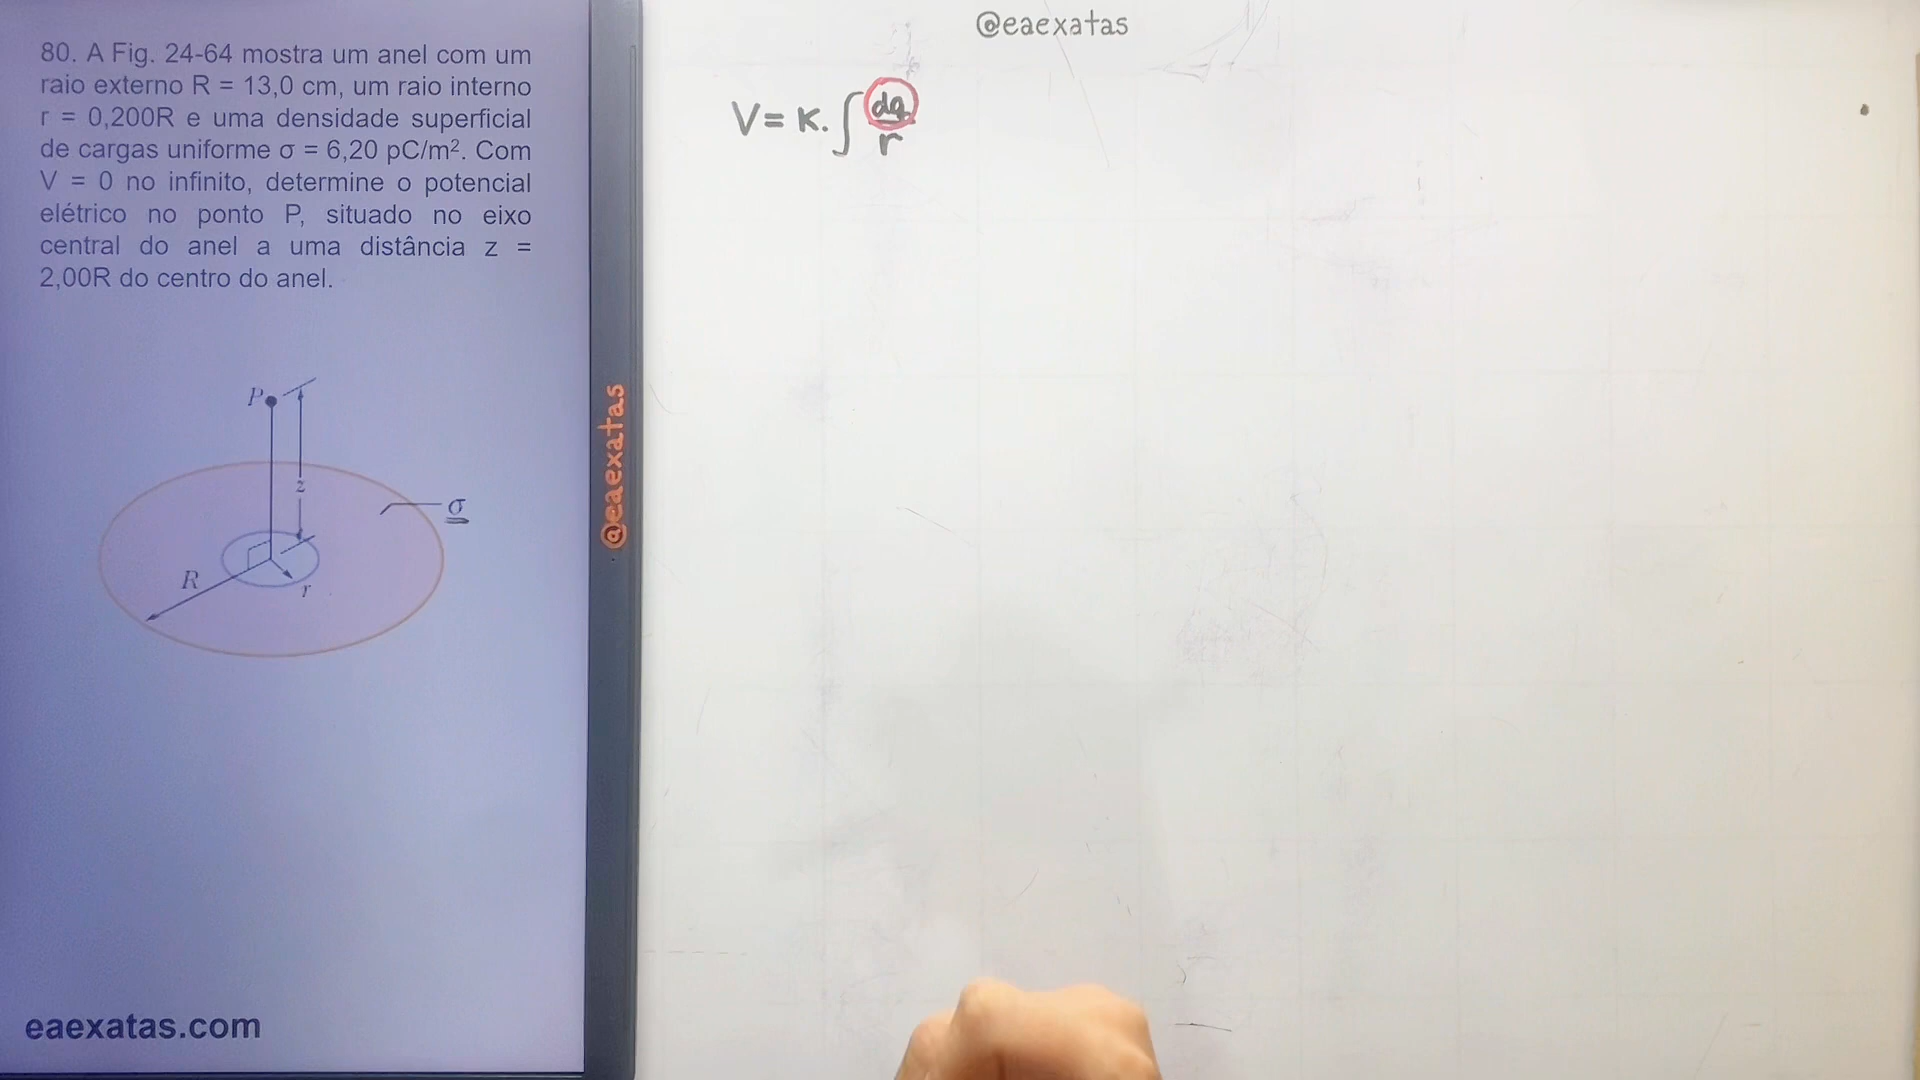 80. A Fig. 24-64 mostra um anel com um
raio externo R = 13,0 cm, um raio interno
r = 0,200R e uma densidade superficial
de cargas uniforme σ = 6,20 pC/m². Com
V = 0 no infinito, determine o potencial
elétrico no ponto P, situado no eixo
central do anel a uma distância z =
2,00R do centro do anel.
P
z
σ
R
r
eaexatas.com
@eaexatas
@eaexatas
V = K. ∫ dq/r